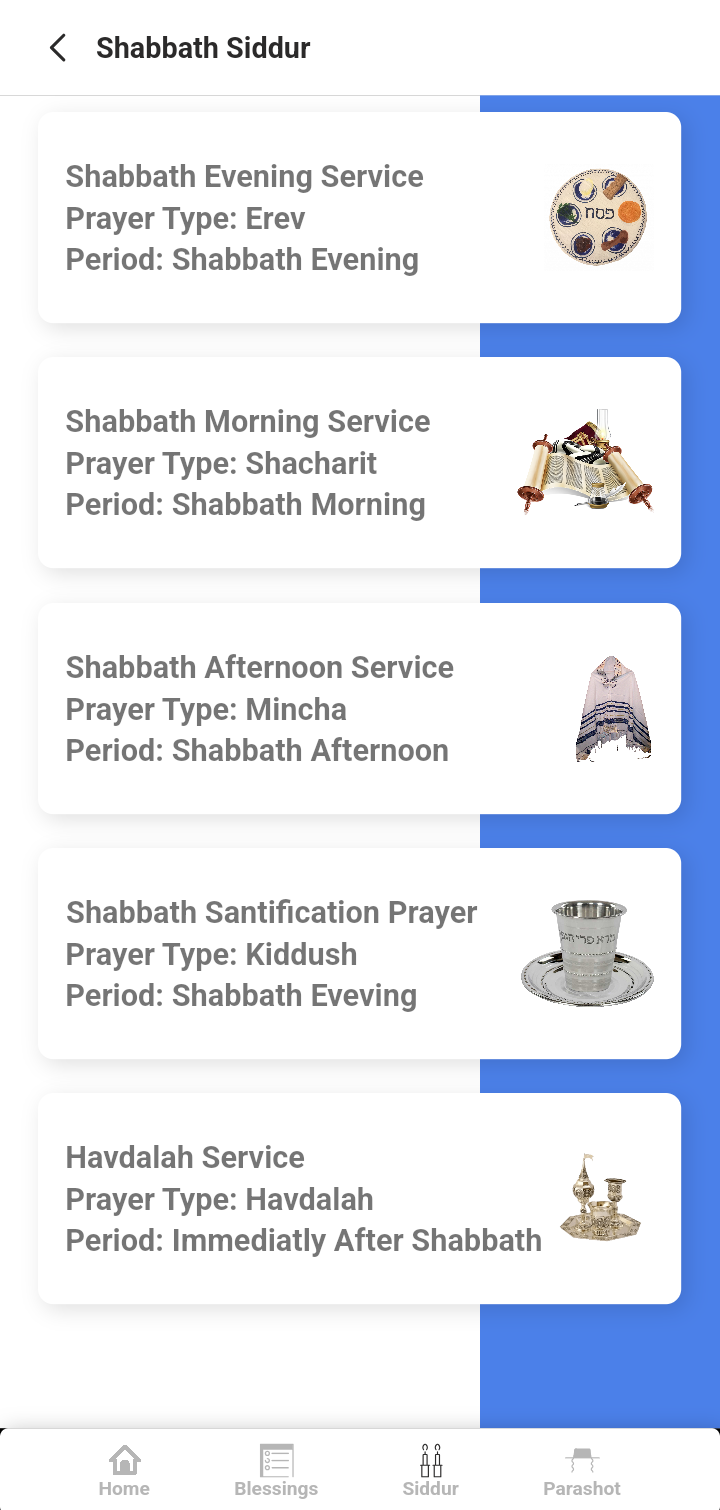 Shabbath Siddur
Shabbath Evening Service
Prayer Type: Erev
Period: Shabbath Evening
פסח
Shabbath Morning Service
Prayer Type: Shacharit
Period: Shabbath Morning
Shabbath Afternoon Service
Prayer Type: Mincha
Period: Shabbath Afternoon
Shabbath Santification Prayer
Prayer Type: Kiddush
Period: Shabbath Eveving
פרי
Havdalah Service
Prayer Type: Havdalah
Period: Immediatly After Shabbath
Home
Blessings
Siddur
Parashot